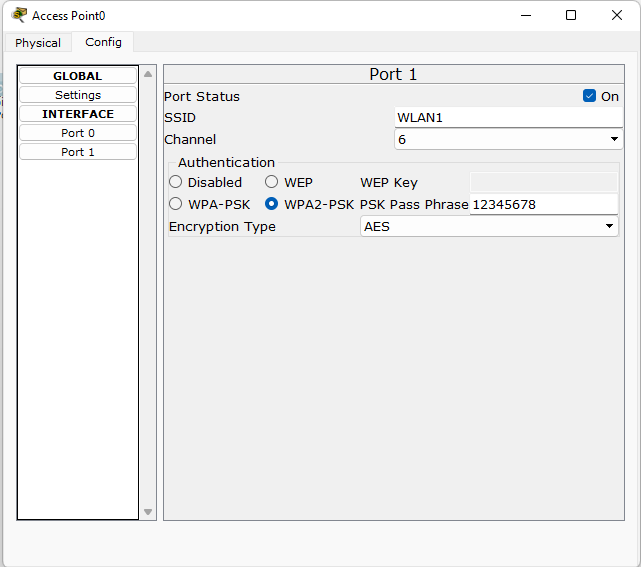 Access Point0
Physical
Config
GLOBAL
Settings
INTERFACE
Port 0
Port 1
Port 1
Port Status
On
SSID
WLAN1
Channel
6
Authentication
Disabled
WEP
WEP Key
WPA-PSK
WPA2-PSK
PSK Pass Phrase
12345678
Encryption Type
AES